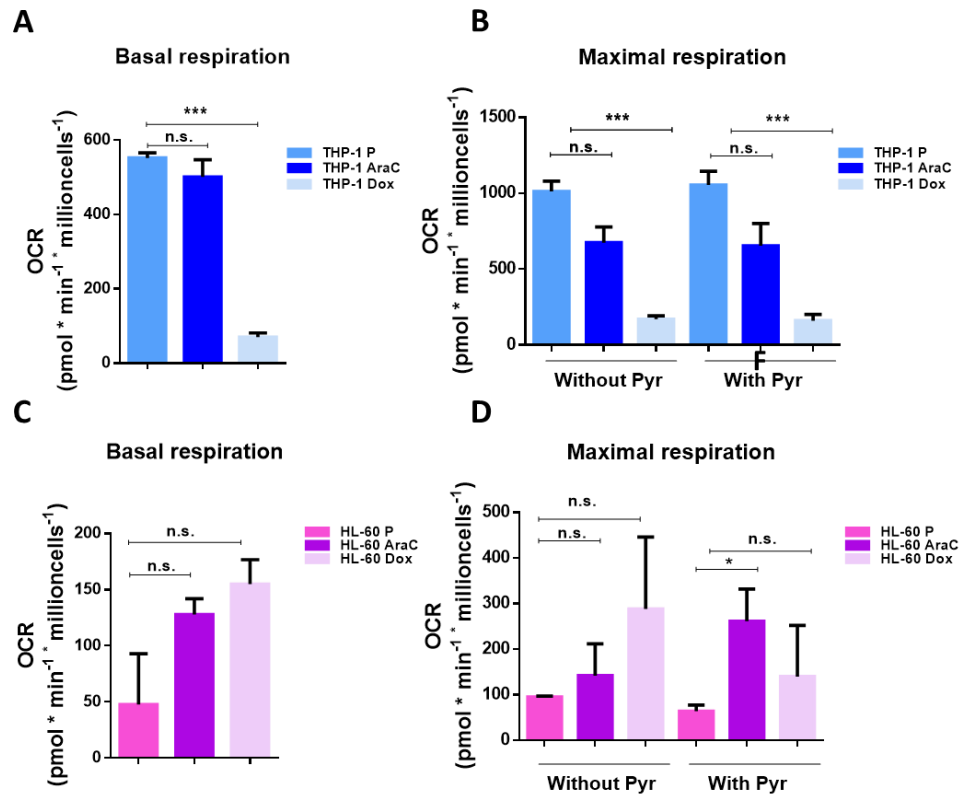 A
Basal respiration
OCR
(pmol * min-1 * millioncells-1)
600
400
200
0
***
n.s.
THP-1 P
THP-1 AraC
THP-1 Dox
B
Maximal respiration
OCR
(pmol * min-1 * millioncells-1)
1500
1000
500
0
***
n.s.
***
n.s.
THP-1 P
THP-1 AraC
THP-1 Dox
F
Without Pyr
With Pyr
C
Basal respiration
OCR
(pmol * min-1 * millioncells-1)
200
150
100
50
0
n.s.
n.s.
HL-60 P
HL-60 AraC
HL-60 Dox
D
Maximal respiration
OCR
(pmol * min-1 * millioncells-1)
500
400
300
200
100
0
n.s.
n.s.
n.s.
*
HL-60 P
HL-60 AraC
HL-60 Dox
Without Pyr
With Pyr